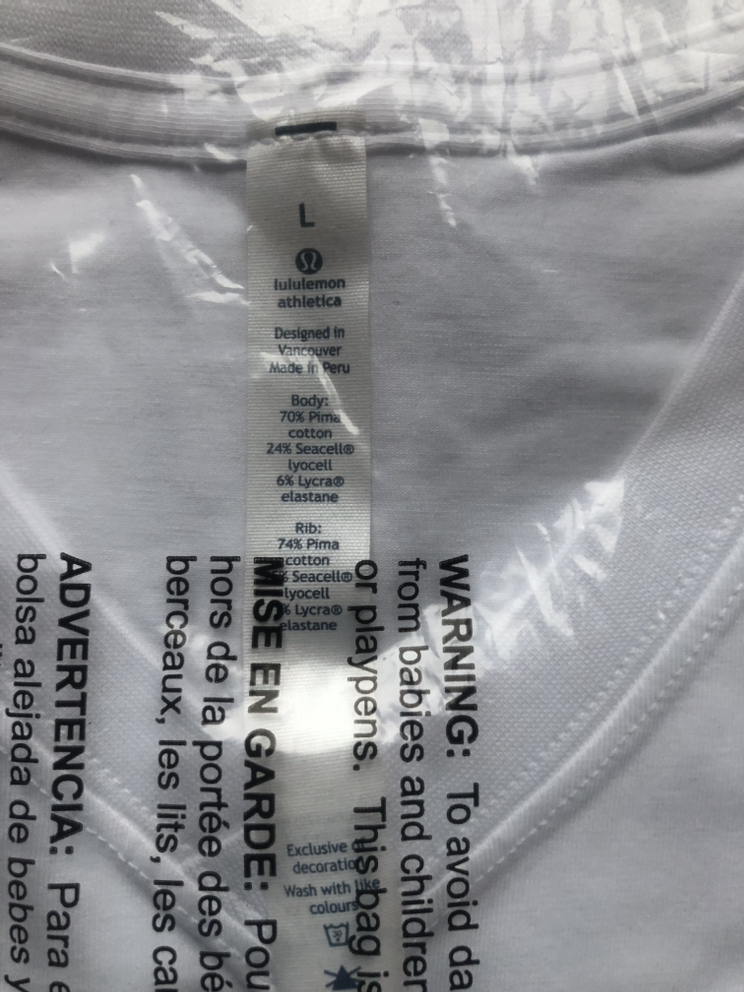 L
lululemon
athletica
Designed in
Vancouver
Made in Peru
Body:
70% Pima
cotton
24% Seacell®
lyocell
6% Lycra®
elastane
Rib:
74% Pima
cotton
% Seacell®
lyocell
% Lycra®
elastane
Exclusive
decoration
Wash with like
colours
WARNING: To avoid da
from babies and children
or playpens. This bag is
MISE EN GARDE: Pou
hors de la portée des bé
berceaux, les lits, les ca
ADVERTENCIA: Para e
bolsa alejada de bebes y